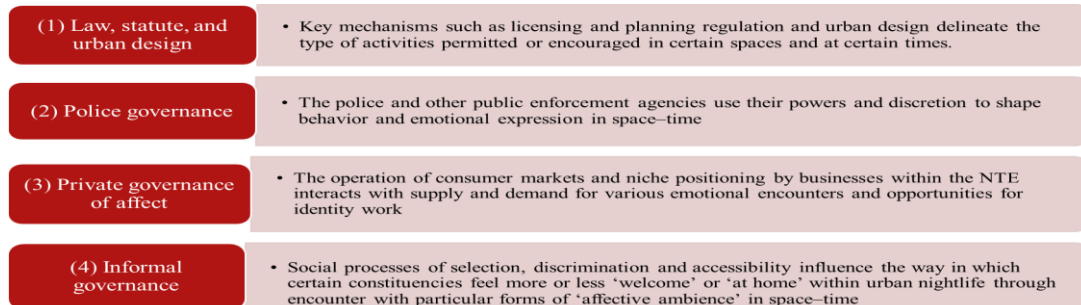 (1) Law, statute, and
urban design
• Key mechanisms such as licensing and planning regulation and urban design delineate the
type of activities permitted or encouraged in certain spaces and at certain times.
(2) Police governance
• The police and other public enforcement agencies use their powers and discretion to shape
behavior and emotional expression in space–time
(3) Private governance
of affect
• The operation of consumer markets and niche positioning by businesses within the NTE
interacts with supply and demand for various emotional encounters and opportunities for
identity work
(4) Informal
governance
• Social processes of selection, discrimination and accessibility influence the way in which
certain constituencies feel more or less ‘welcome’ or ‘at home’ within urban nightlife through
encounter with particular forms of ‘affective ambience’ in space–time